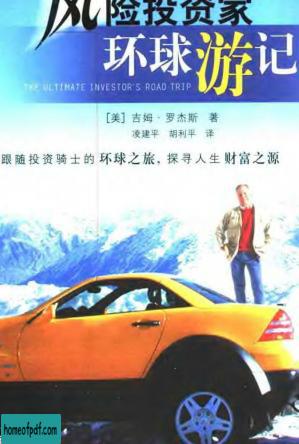 风险投资家
环球游记
THE ULTIMATE INVESTOR'S ROAD TRIP
[美] 吉姆·罗杰斯 著
凌建平 胡利平 译
跟随投资骑士的环球之旅，探寻人生财富之源
homeofpdf.com